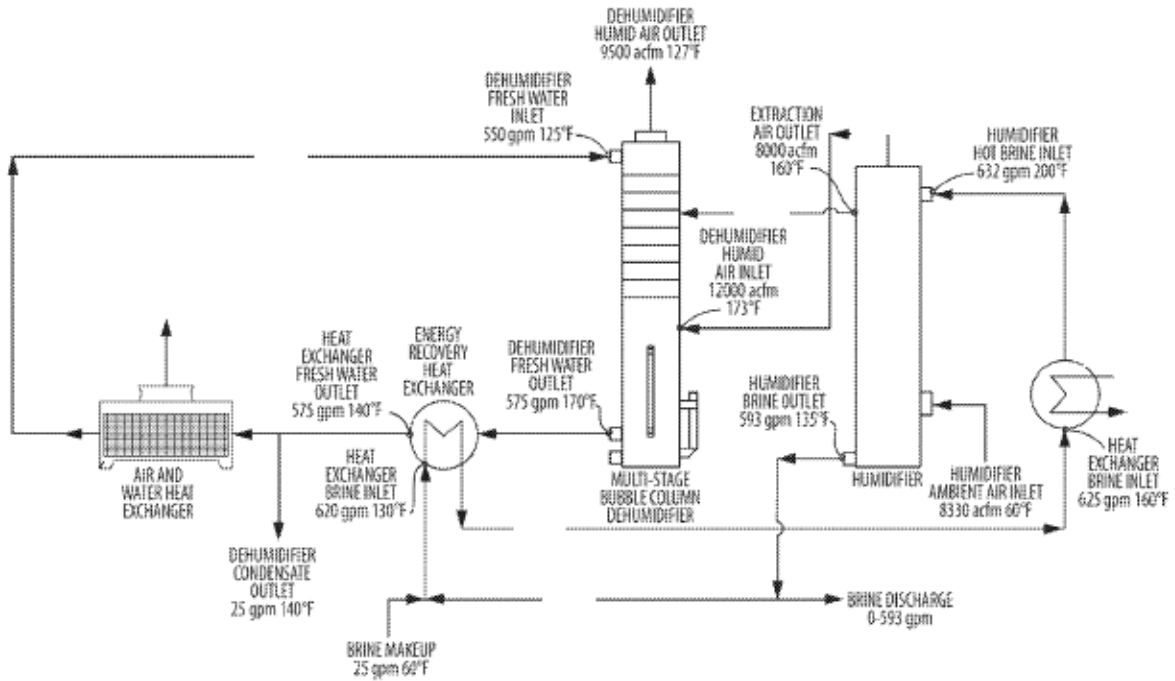 DEHUMIDIFIER
HUMID AIR OUTLET
9500 acfm 127°F
DEHUMIDIFIER
FRESH WATER
INLET
550 gpm 125°F
EXTRACTION
AIR OUTLET
8000 acfm
160°F
HUMIDIFIER
HOT BRINE INLET
632 gpm 200°F
DEHUMIDIFIER
HUMID
AIR INLET
12000 acfm
173°F
HEAT
EXCHANGER
FRESH WATER
OUTLET
575 gpm 140°F
ENERGY
RECOVERY
HEAT
EXCHANGER
DEHUMIDIFIER
FRESH WATER
OUTLET
575 gpm 170°F
HUMIDIFIER
BRINE OUTLET
593 gpm 135°F
AIR AND
WATER HEAT
EXCHANGER
HEAT
EXCHANGER
BRINE INLET
620 gpm 130°F
MULTI-STAGE
BUBBLE COLUMN
DEHUMIDIFIER
HUMIDIFIER
HUMIDIFIER
AMBIENT AIR INLET
8330 acfm 60°F
HEAT
EXCHANGER
BRINE INLET
625 gpm 160°F
DEHUMIDIFIER
CONDENSATE
OUTLET
25 gpm 140°F
BRINE MAKEUP
25 gpm 60°F
BRINE DISCHARGE
0-593 gpm